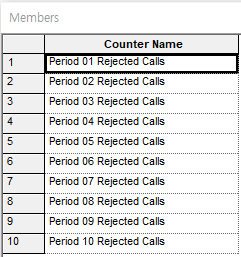 Members
Counter Name
1 Period 01 Rejected Calls
2 Period 02 Rejected Calls
3 Period 03 Rejected Calls
4 Period 04 Rejected Calls
5 Period 05 Rejected Calls
6 Period 06 Rejected Calls
7 Period 07 Rejected Calls
8 Period 08 Rejected Calls
9 Period 09 Rejected Calls
10 Period 10 Rejected Calls